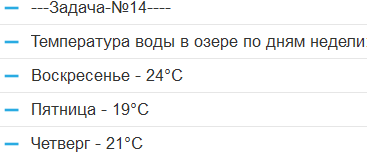 ---Задача-№14----
Температура воды в озере по дням недели:
Воскресенье - 24°C
Пятница - 19°C
Четверг - 21°C